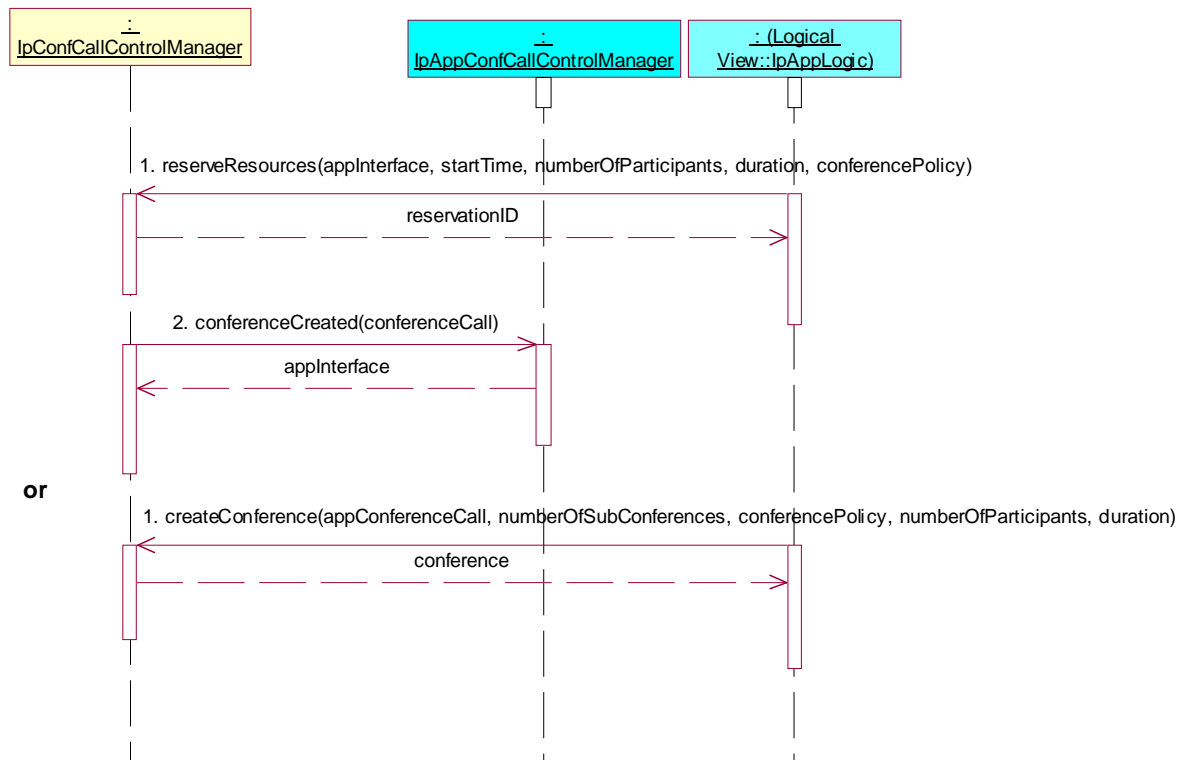 :
IpConfCallControlManager
:
IpAppConfCallControlManager
: (Logical
View::IpAppLogic)
1. reserveResources(appInterface, startTime, numberOfParticipants, duration, conferencePolicy)
reservationID
2. conferenceCreated(conferenceCall)
appInterface
or
1. createConference(appConferenceCall, numberOfSubConferences, conferencePolicy, numberOfParticipants, duration)
conference